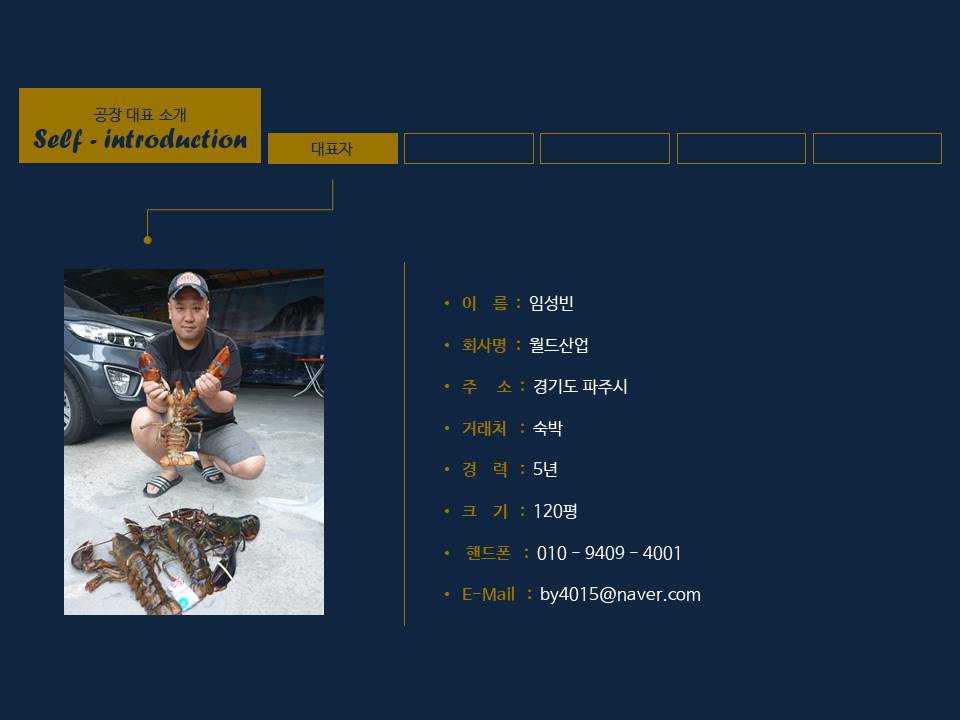 공장 대표 소개
Self - introduction
대표자
• 이 름 : 임성빈
• 회사명 : 월드산업
• 주 소 : 경기도 파주시
• 거래처 : 숙박
• 경 력 : 5년
• 크 기 : 120평
• 핸드폰 : 010 - 9409 - 4001
• E-Mail : by4015@naver.com